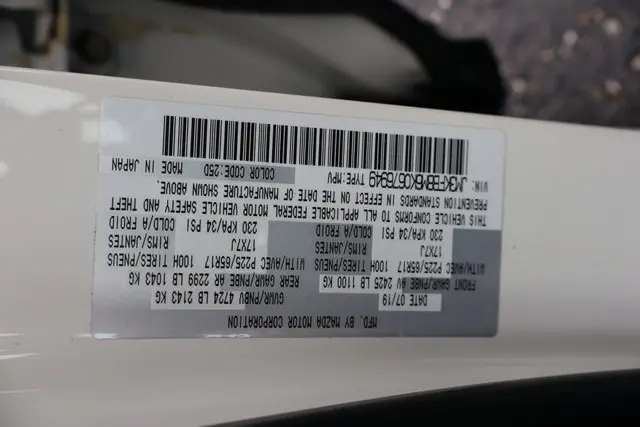 MFD. BY MAZDA MOTOR CORPORATION
DATE 07/19 GVWR/PNBV 4724 LB 2143 KG
FRONT GAWR/PNBE AV 2425 LB 1100 KG REAR GAWR/PNBE AR 2299 LB 1043 KG
WITH/AVEC P225/65R17 TIRES/PNEUS 100H WITH/AVEC P225/65R17 TIRES/PNEUS 100H
17X7J RIMS/JANTES 17X7J RIMS/JANTES
230 KPA/34 PSI COLD/A FROID 230 KPA/34 PSI COLD/A FROID
THIS VEHICLE CONFORMS TO ALL APPLICABLE FEDERAL MOTOR VEHICLE SAFETY AND THEFT
PREVENTION STANDARDS IN EFFECT ON THE DATE OF MANUFACTURE SHOWN ABOVE.
VIN: JM3KFBBM6K0676949 TYPE:MPV COLOR CODE:25D MADE IN JAPAN